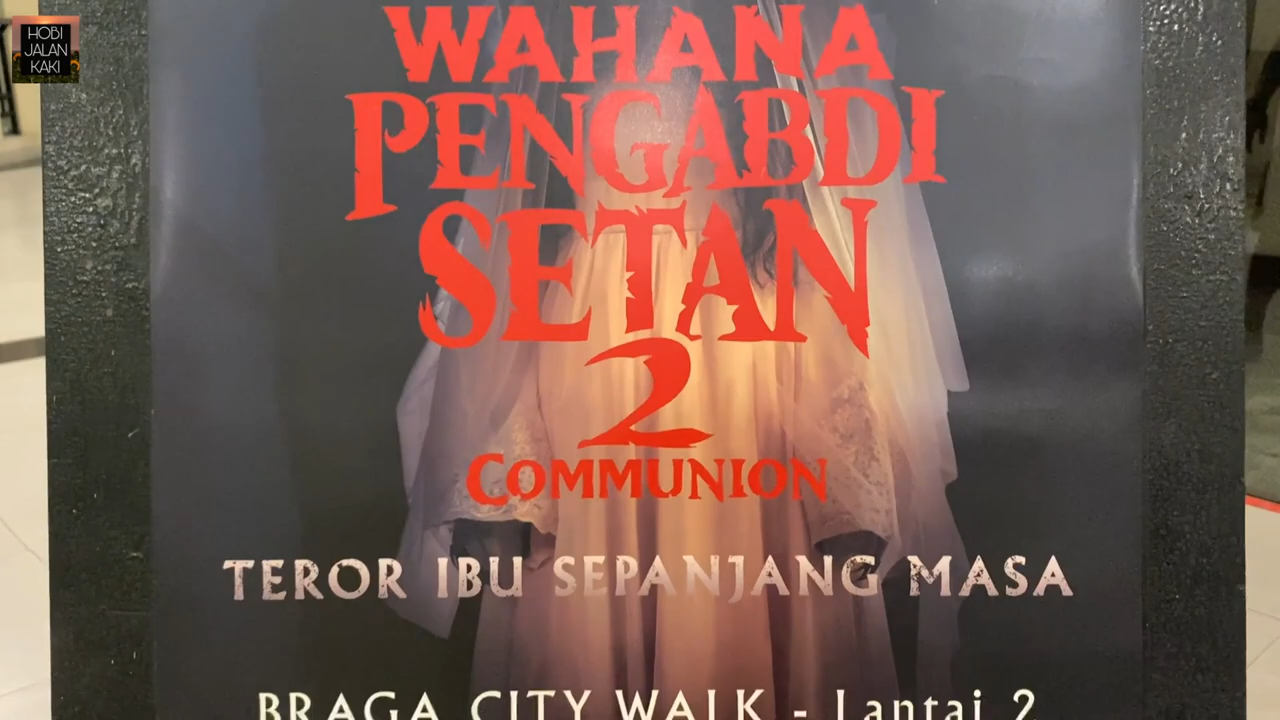 HOBI
JALAN
KAKI
WAHANA
PENGABDI
SETAN
2
COMMUNION
TEROR IBU SEPANJANG MASA
BRAGA CITY WALK - Lantai 2